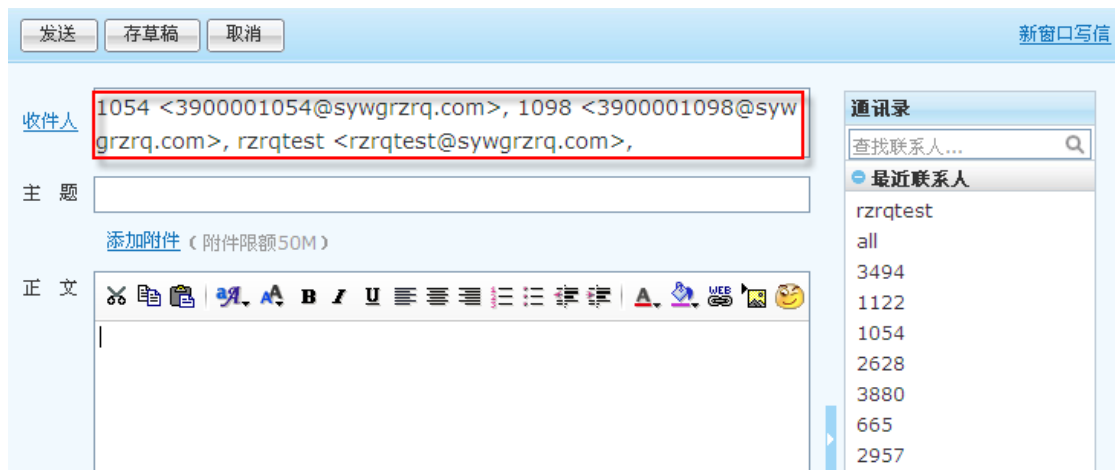 发送 存草稿 取消 新窗口写信
收件人
1054 <3900001054@sywgrzrq.com>, 1098 <3900001098@syw
grzrq.com>, rzrqtest <rzrqtest@sywgrzrq.com>,
主 题
添加附件 (附件限额50M)
正 文
B I U A WEB
通讯录
查找联系人...
最近联系人
rzrqtest
all
3494
1122
1054
2628
3880
665
2957